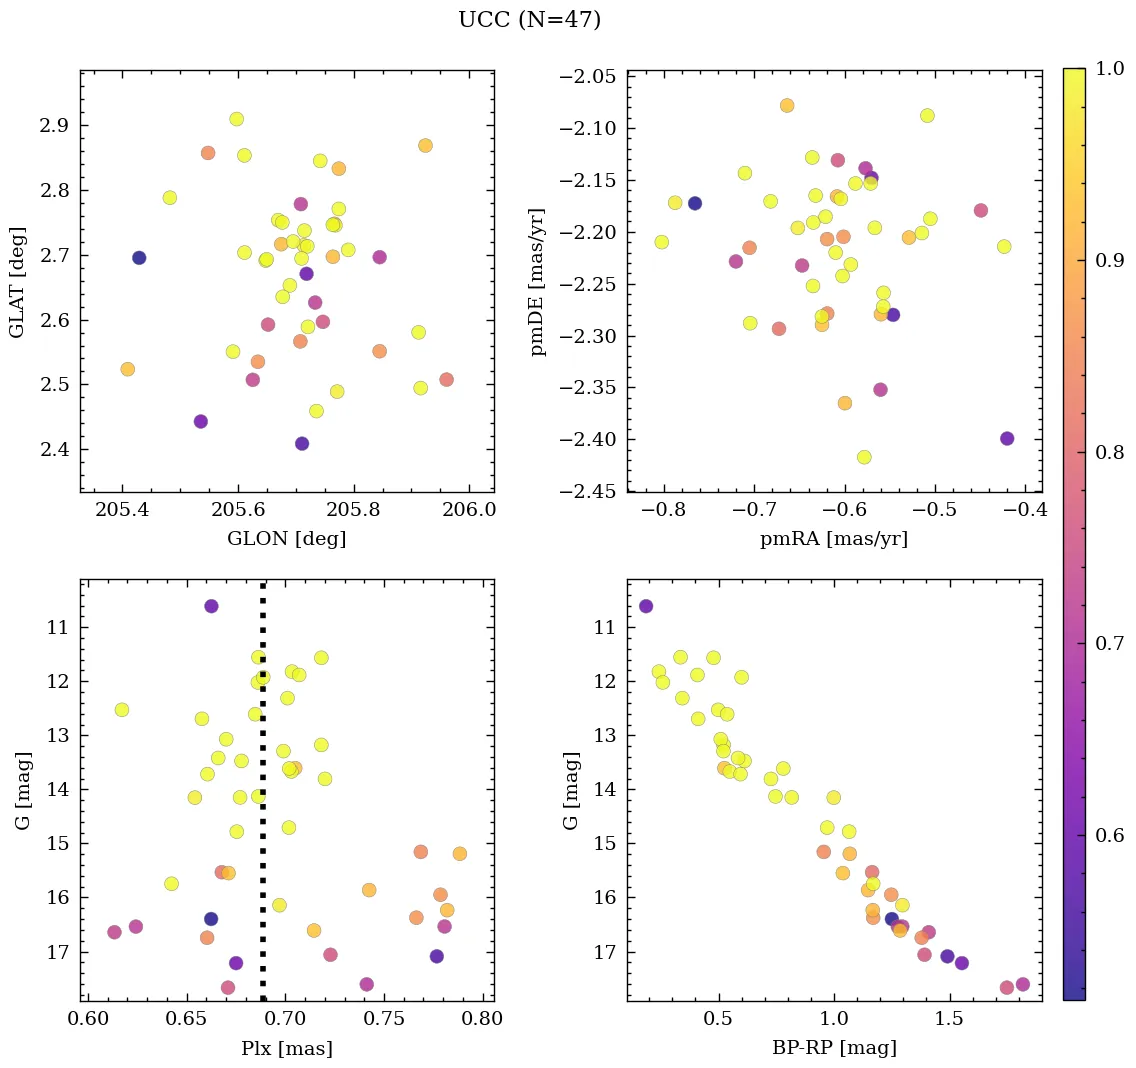 UCC (N=47)
2.9
2.8
2.7
2.6
2.5
2.4
GLAT [deg]
205.4 205.6 205.8 206.0
GLON [deg]
−2.05
−2.10
−2.15
−2.20
−2.25
−2.30
−2.35
−2.40
−2.45
pmDE [mas/yr]
−0.8 −0.7 −0.6 −0.5 −0.4
pmRA [mas/yr]
1.0
0.9
0.8
0.7
0.6
11
12
13
14
15
16
17
G [mag]
0.60 0.65 0.70 0.75 0.80
Plx [mas]
11
12
13
14
15
16
17
G [mag]
0.5 1.0 1.5
BP-RP [mag]